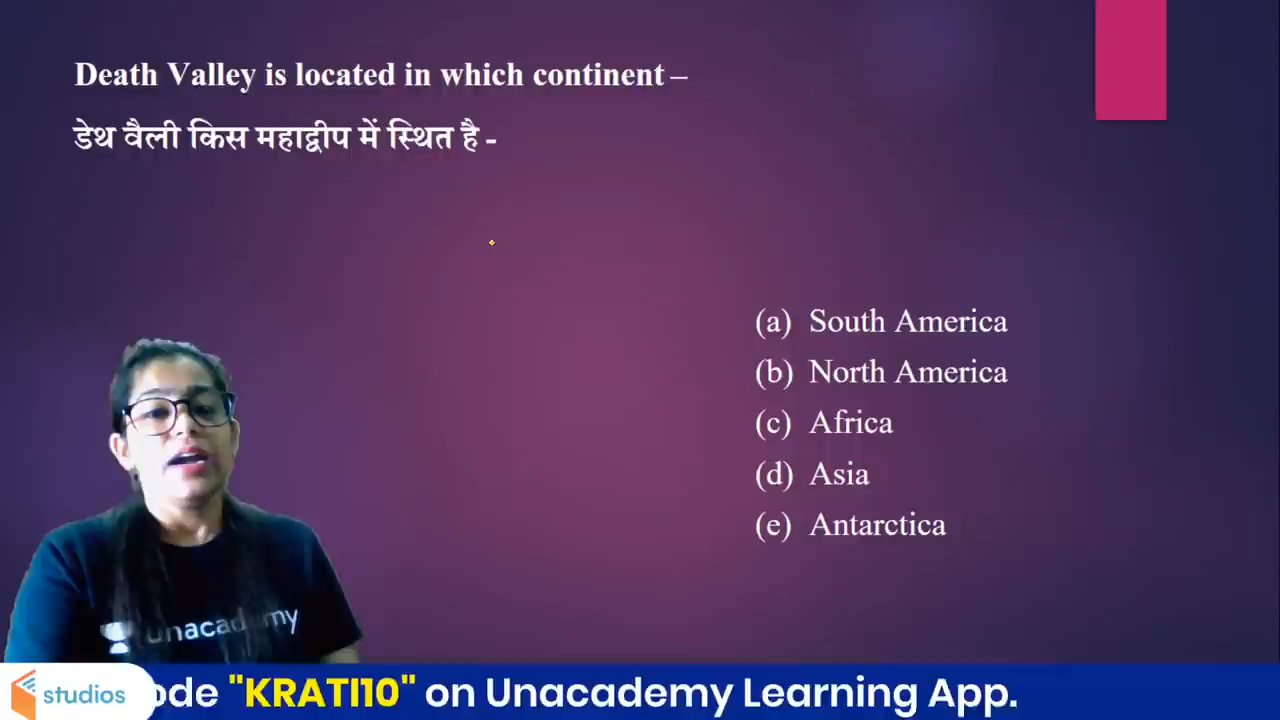 Death Valley is located in which continent –
डेथ वैली किस महाद्वीप में स्थित है -
(a) South America
(b) North America
(c) Africa
(d) Asia
(e) Antarctica
unacademy
studios
ode "KRATI10" on Unacademy Learning App.